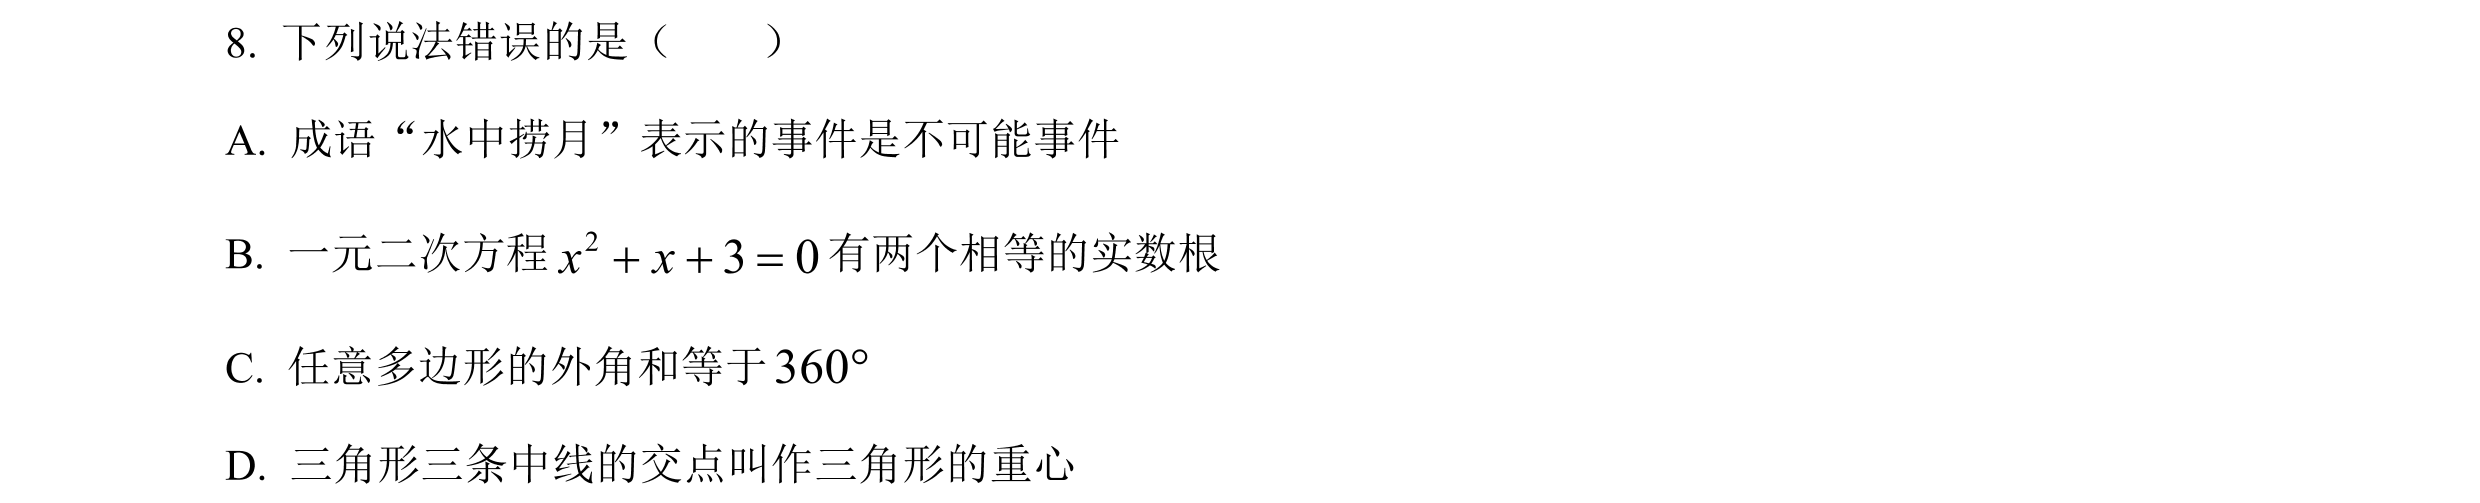 8. 下列说法错误的是（　　）
A. 成语“水中捞月”表示的事件是不可能事件
B. 一元二次方程 x² + x + 3 = 0 有两个相等的实数根
C. 任意多边形的外角和等于 360°
D. 三角形三条中线的交点叫作三角形的重心